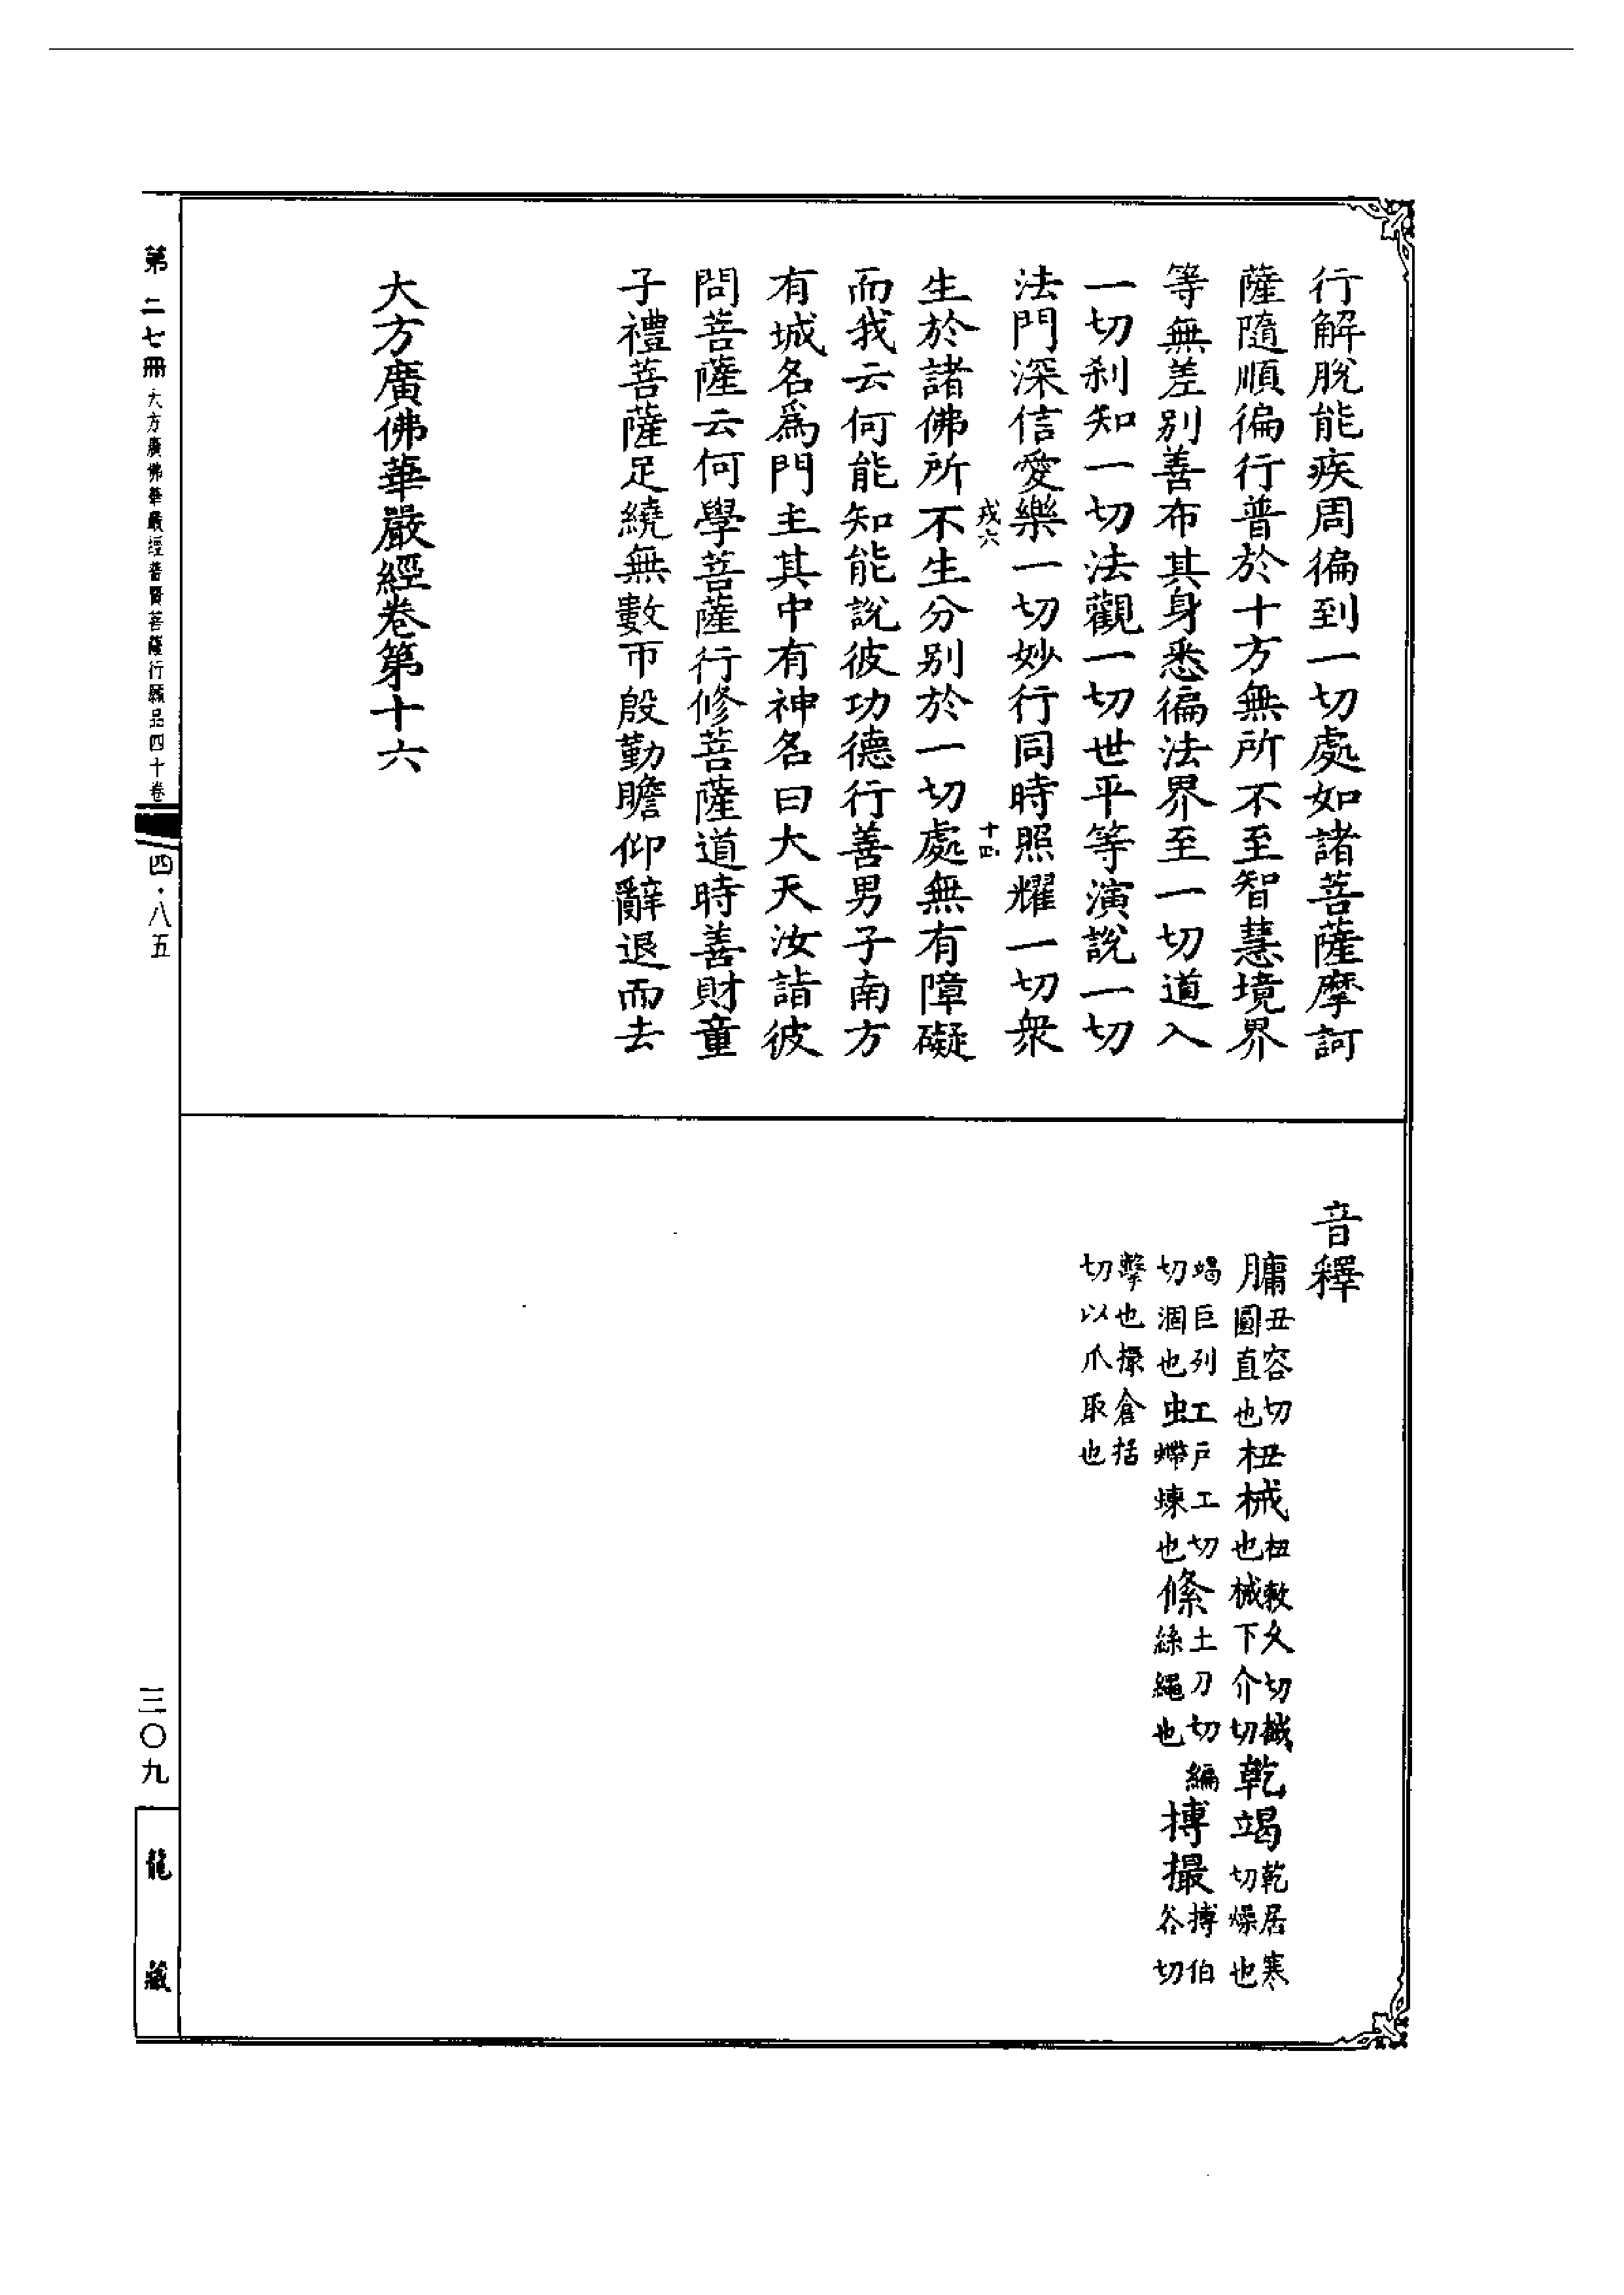 行解脫能疾周徧到一切處如諸菩薩摩訶
薩隨順徧行普於十方無所不至智慧境界
等無差別善布其身悉徧法界至一切道入
一切刹知一切法觀一切世平等演說一切
法門深信愛樂一切妙行同時照耀一切衆
戎六 十四
生於諸佛所不生分別於一切處無有障礙
而我云何能知能說彼功德行善男子南方
有城名爲門主其中有神名曰大天汝詣彼
問菩薩云何學菩薩行修菩薩道時善財童
子禮菩薩足繞無數帀殷勤瞻仰辭退而去
大方廣佛華嚴經卷第十六
音釋
𦟛丑容切圓直也杻械杻敕久切械也械下介切乾竭乾居寒切燥也
竭巨列切涸也虹戶工切螮蝀也絛土刀切編絲繩也搏撮搏伯各切
擊也撮倉括切以爪取也
第二七冊 大方廣佛華嚴經普賢菩薩行願品四十卷 四·八五
三〇九
龍藏